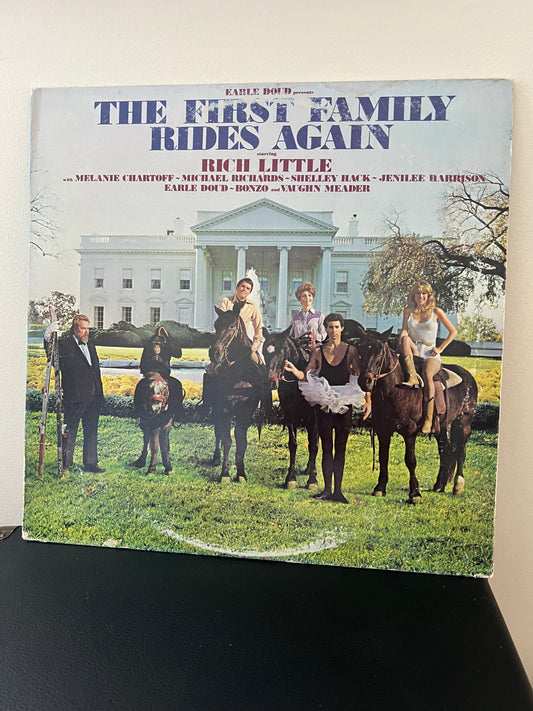 EARLE DOUD presents
THE FIRST FAMILY
RIDES AGAIN
starring
RICH LITTLE
with MELANIE CHARTOFF ~ MICHAEL RICHARDS ~ SHELLEY HACK ~ JENILEE HARRISON
EARLE DOUD ~ BONZO and VAUGHN MEADER